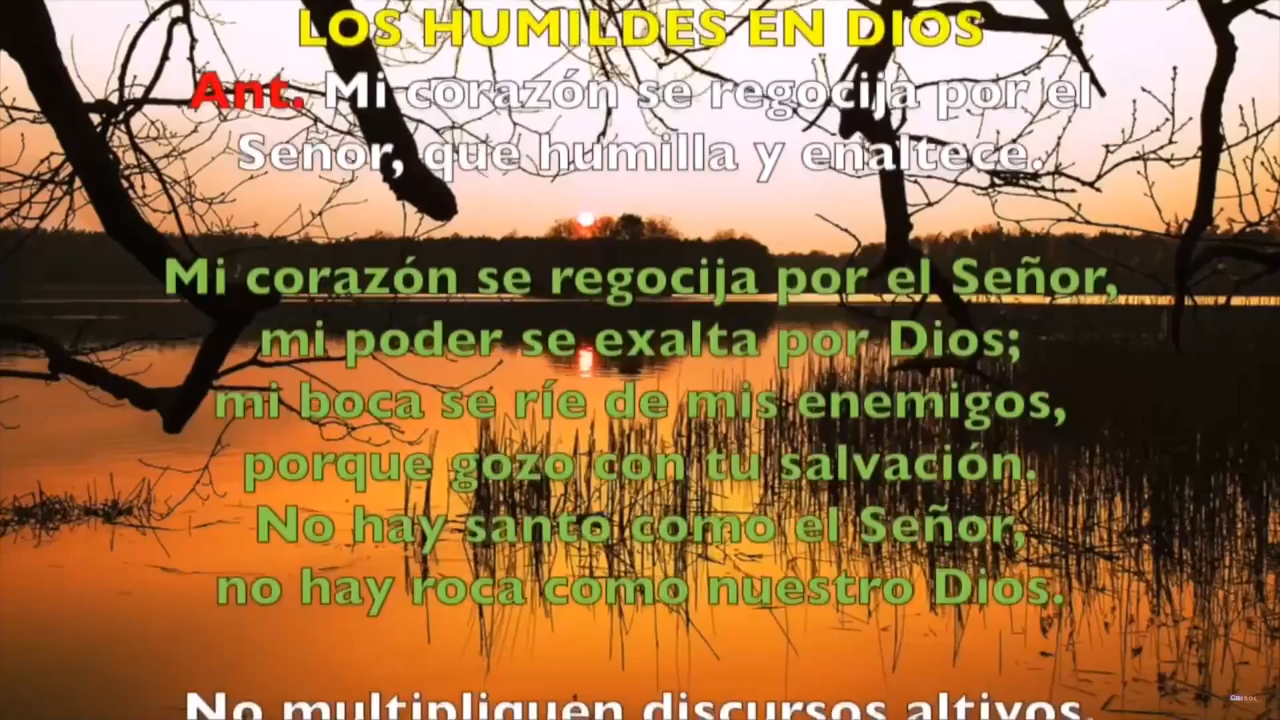 LOS HUMILDES EN DIOS
Ant. Mi corazón se regocija por el
Señor, que humilla y enaltece.
Mi corazón se regocija por el Señor,
mi poder se exalta por Dios;
mi boca se ríe de mis enemigos,
porque gozo con tu salvación.
No hay santo como el Señor,
no hay roca como nuestro Dios.
No multipliquen discursos altivos,